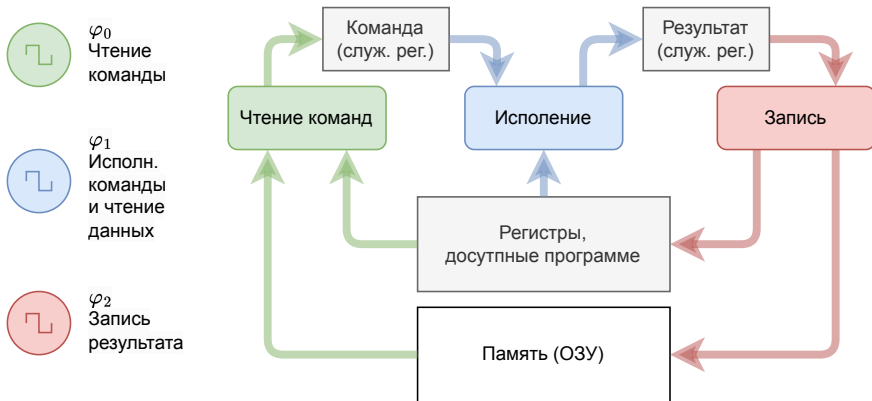 φ₀
Чтение
команды
φ₁
Исполн.
команды
и чтение
данных
φ₂
Запись
результата
Команда
(служ. рег.)
Результат
(служ. рег.)
Чтение команд
Исполение
Запись
Регистры,
досутпные программе
Память (ОЗУ)